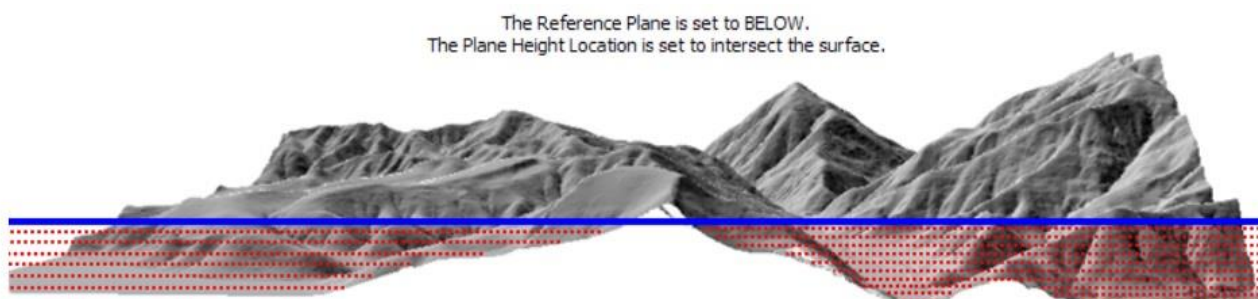 The Reference Plane is set to BELOW.
The Plane Height Location is set to intersect the surface.